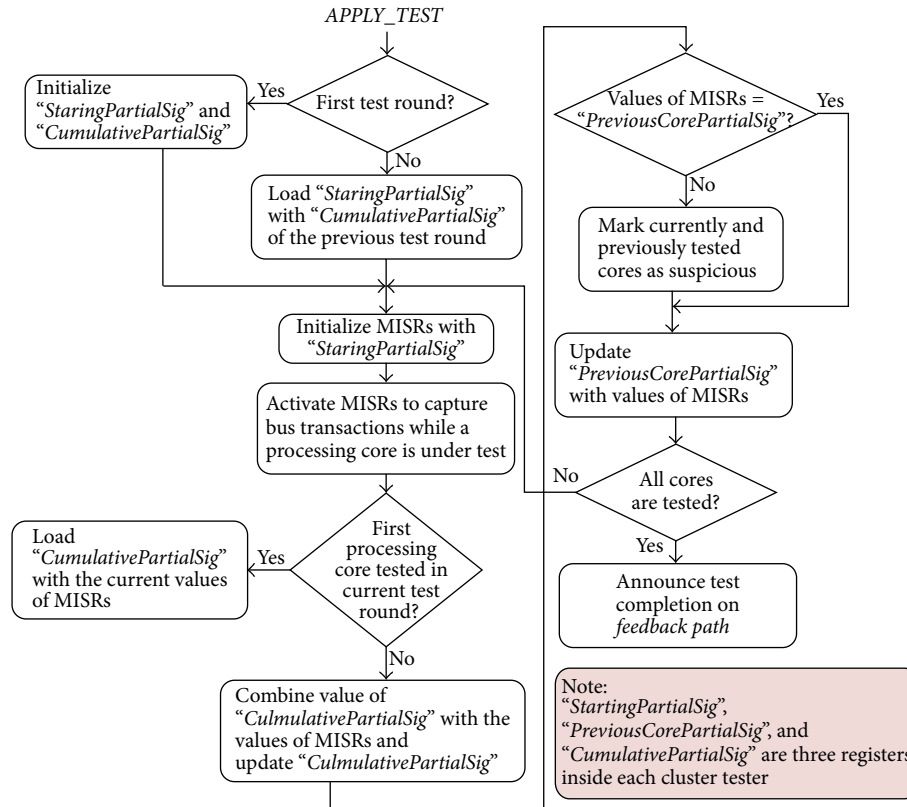 APPLY_TEST
First test round?
Yes
Initialize
“StaringPartialSig” and
“CumulativePartialSig”
No
Load “StaringPartialSig”
with “CumulativePartialSig”
of the previous test round
Initialize MISRs with
“StaringPartialSig”
Activate MISRs to capture
bus transactions while a
processing core is under test
First
processing
core tested in
current test
round?
Yes
Load
“CumulativePartialSig”
with the current values
of MISRs
No
Combine value of
“CulmulativePartialSig” with the
values of MISRs and
update “CulmulativePartialSig”
Values of MISRs =
“PreviousCorePartialSig”?
Yes
No
Mark currently and
previously tested
cores as suspicious
Update
“PreviousCorePartialSig”
with values of MISRs
All cores
are tested?
No
Yes
Announce test
completion on
feedback path
Note:
“StartingPartialSig”,
“PreviousCorePartialSig”, and
“CumulativePartialSig” are three registers
inside each cluster tester